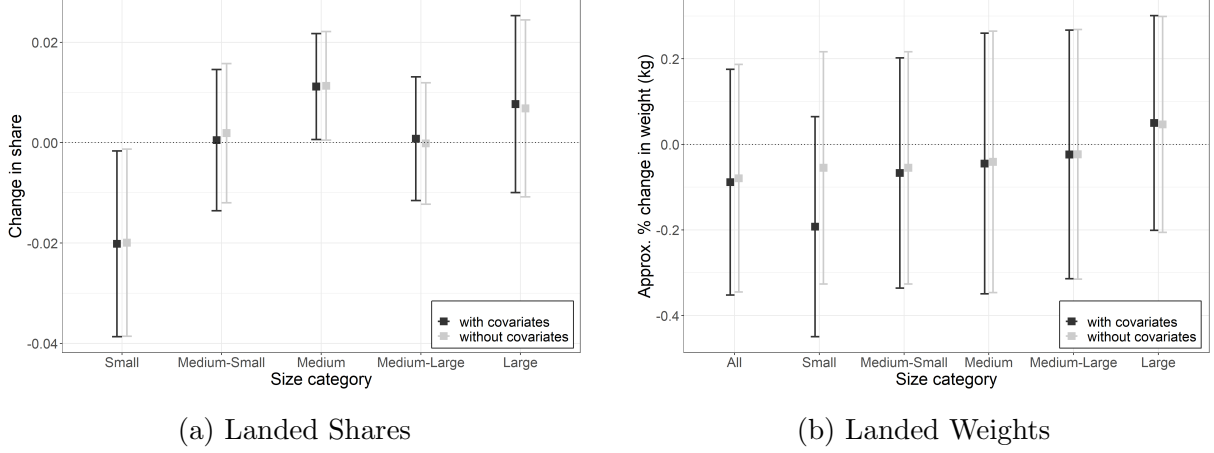 Change in share
0.02
0.00
-0.02
-0.04
with covariates
without covariates
Small Medium-Small Medium Medium-Large Large
Size category
(a) Landed Shares
Approx. % change in weight (kg)
0.2
0.0
-0.2
-0.4
with covariates
without covariates
All Small Medium-Small Medium Medium-Large Large
Size category
(b) Landed Weights